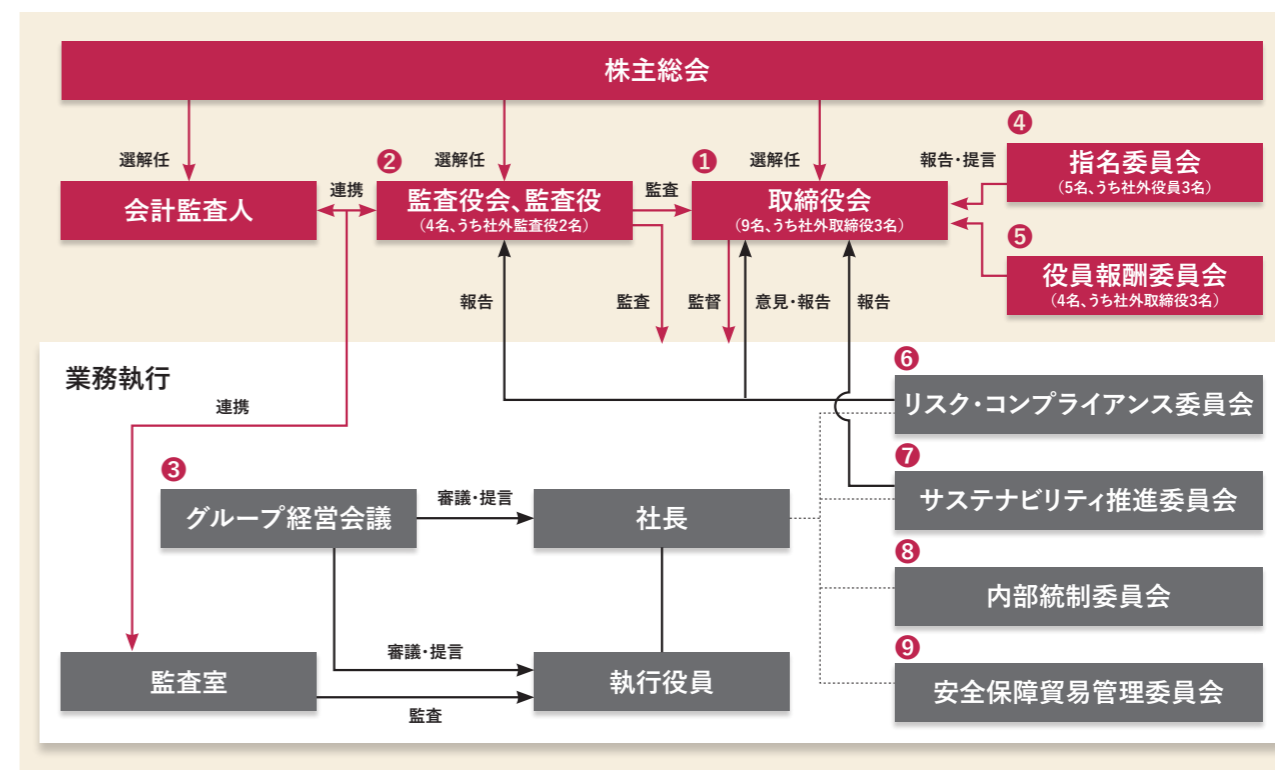 株主総会
選解任
選解任
選解任
❹
報告・提言
指名委員会
（5名、うち社外役員3名）
会計監査人
連携
❷
監査役会、監査役
（4名、うち社外監査役2名）
監査
❶
取締役会
（9名、うち社外取締役3名）
❺
役員報酬委員会
（4名、うち社外取締役3名）
報告
監査
監督
意見・報告
報告
業務執行
連携
❻
リスク・コンプライアンス委員会
❸
グループ経営会議
審議・提言
社長
❼
サステナビリティ推進委員会
❽
内部統制委員会
監査室
審議・提言
監査
執行役員
❾
安全保障貿易管理委員会